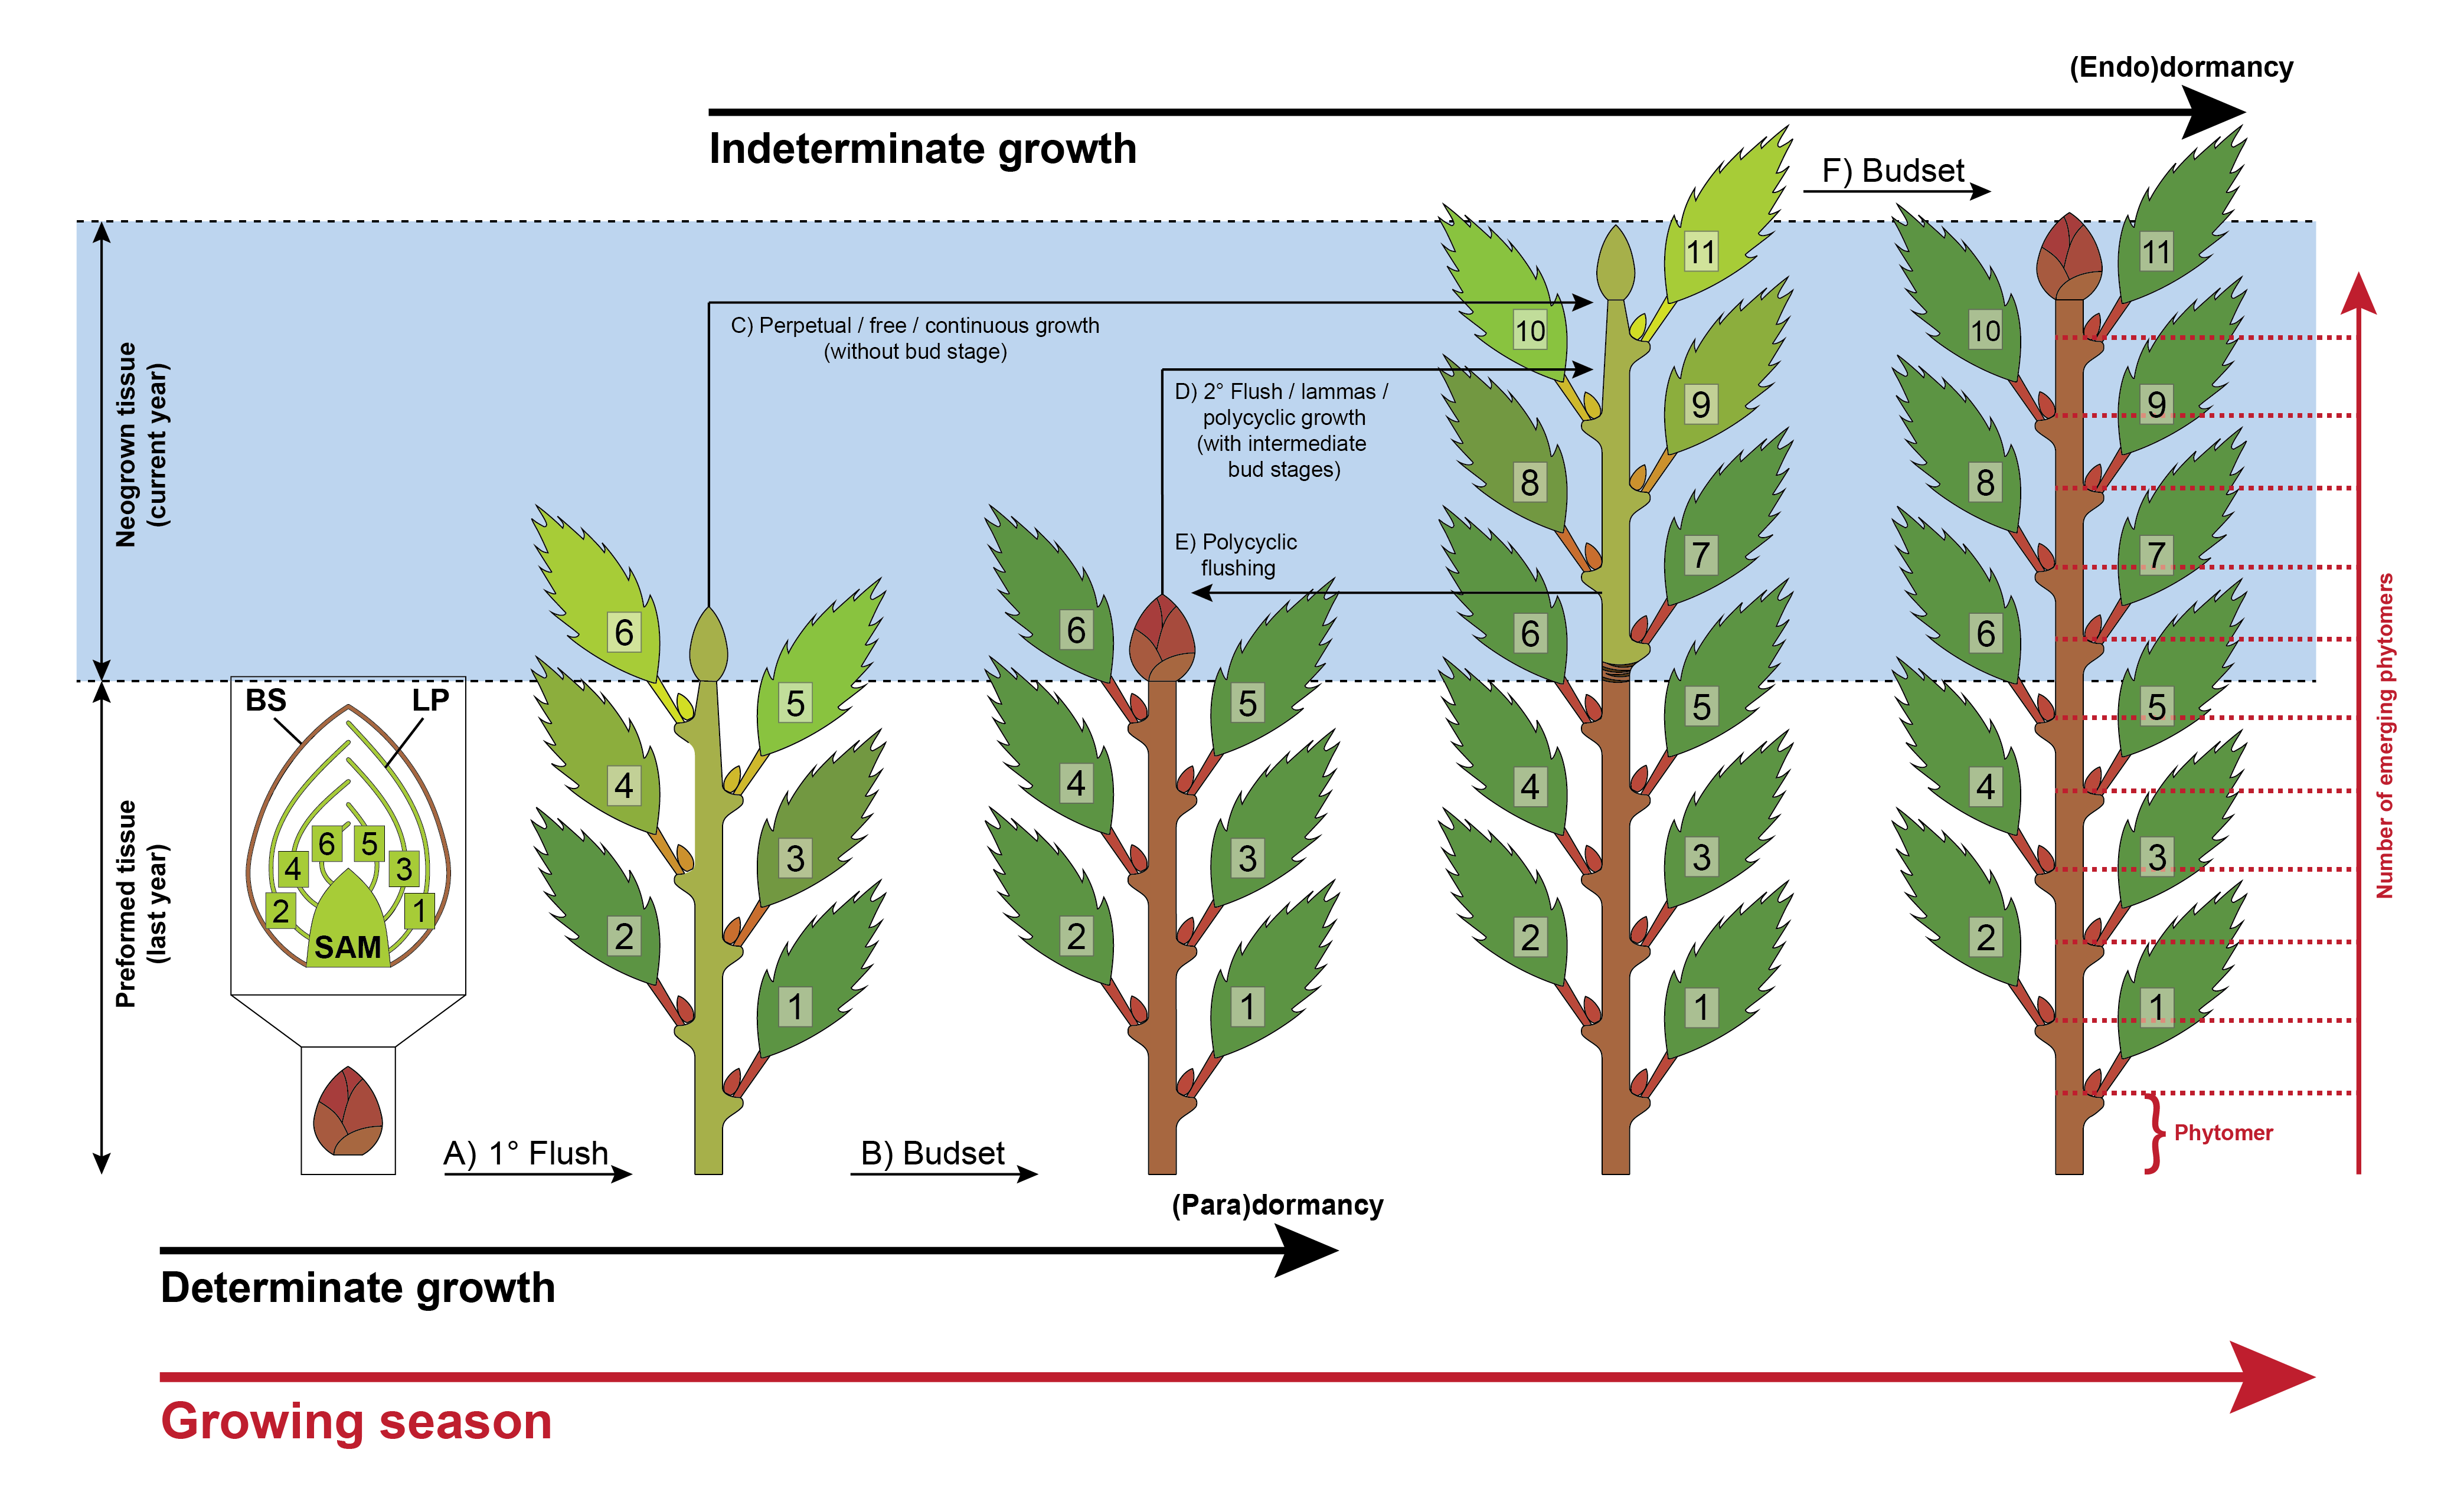 (Endo)dormancy
Indeterminate growth
F) Budset
Neogrown tissue
(current year)
C) Perpetual / free / continuous growth
(without bud stage)
D) 2° Flush / lammas /
polycyclic growth
(with intermediate
bud stages)
E) Polycyclic
flushing
Preformed tissue
(last year)
BS
LP
6
5
4
3
2
1
SAM
A) 1° Flush
6
5
4
3
2
1
B) Budset
6
5
4
3
2
1
11
10
9
8
7
6
5
4
3
2
1
11
10
9
8
7
6
5
4
3
2
1
Phytomer
Number of emerging phytomers
(Para)dormancy
Determinate growth
Growing season